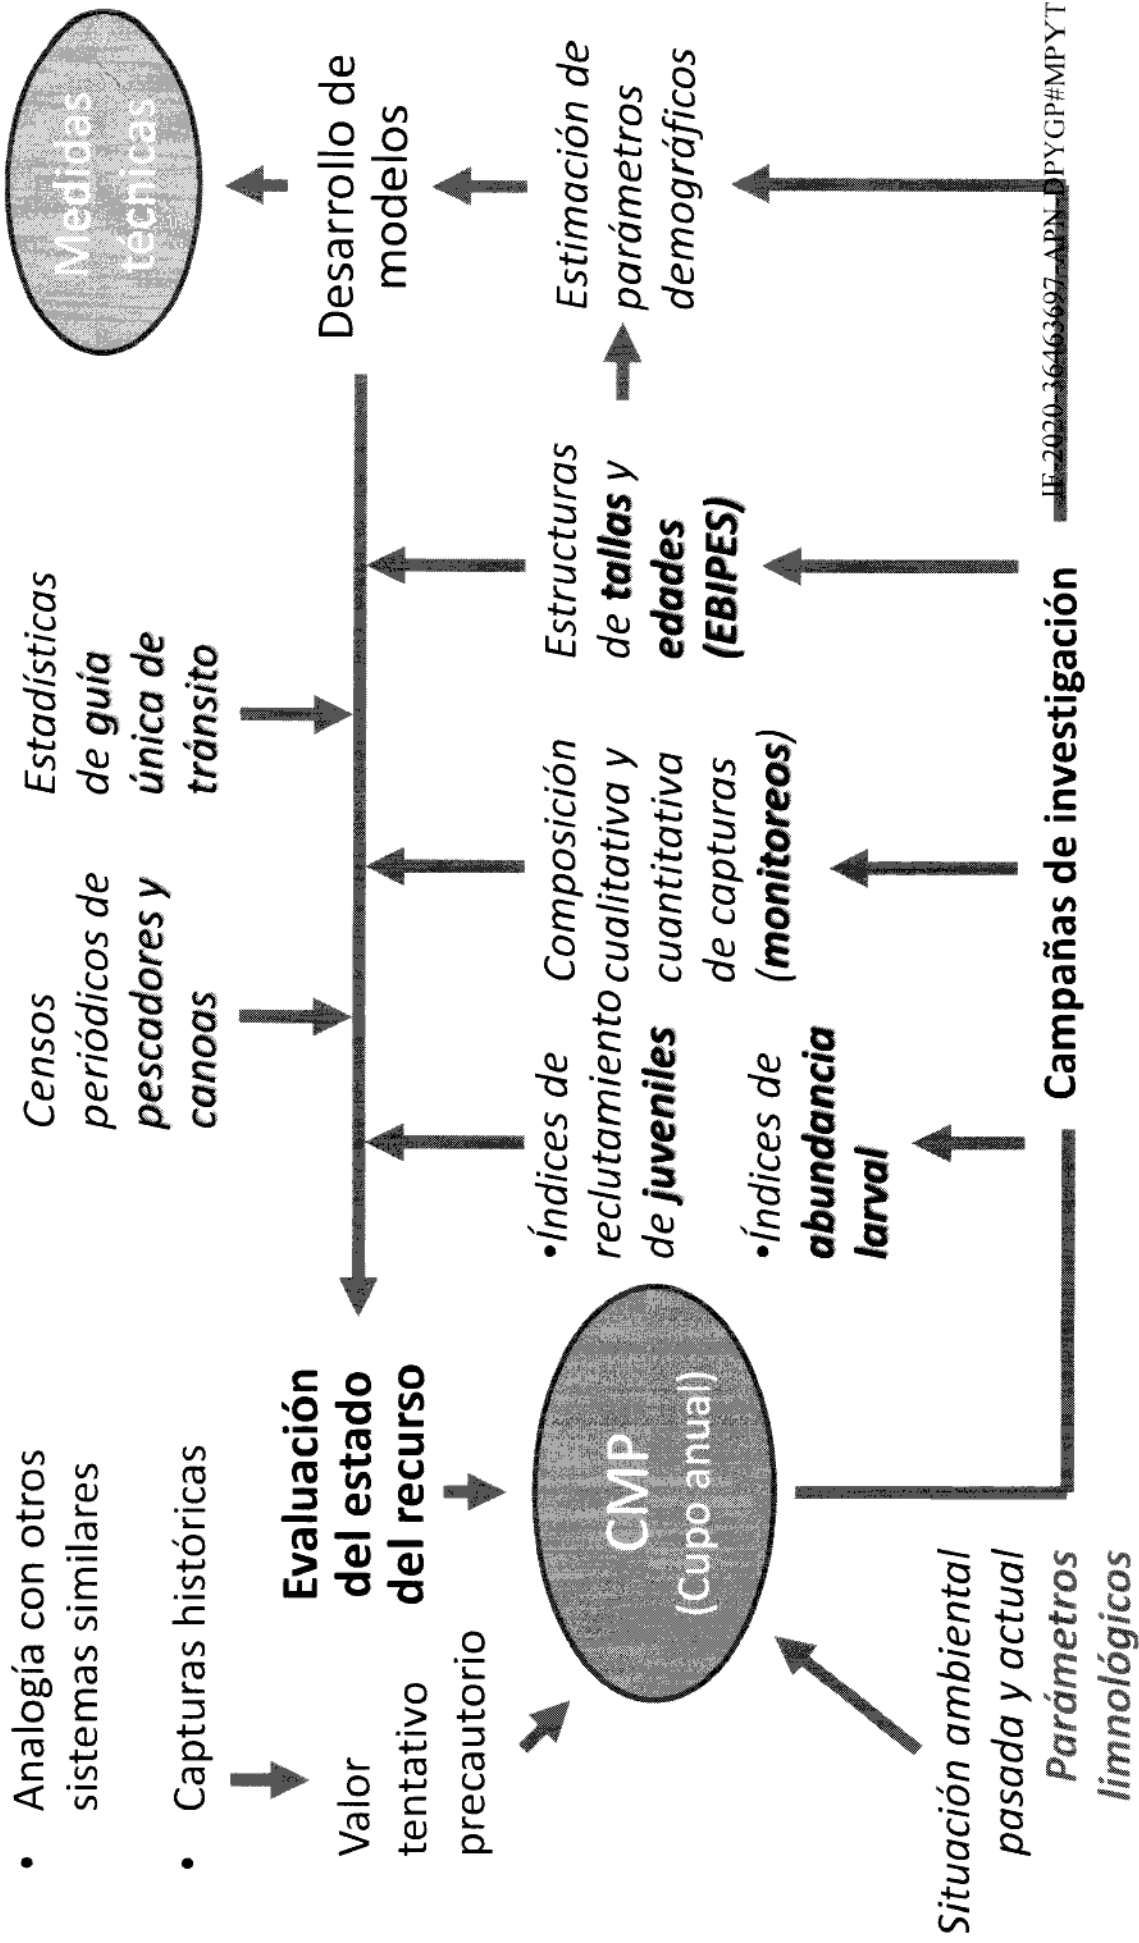 • Analogía con otros
sistemas similares
• Capturas históricas
Valor
tentativo
precautorio
Censos
periódicos de
pescadores y
canoas
Estadísticas
de guía
única de
tránsito
Evaluación
del estado
del recurso
Desarrollo de
modelos
Medidas
técnicas
CMP
(Cupo anual)
•Índices de
reclutamiento
de juveniles
•Índices de
abundancia
larval
Composición
cualitativa y
cuantitativa
de capturas
(monitoreos)
Estructuras
de tallas y
edades
(EBIPES)
Estimación de
parámetros
demográficos
Situación ambiental
pasada y actual
Parámetros
limnológicos
Campañas de investigación
IF-2020-36463697-APN-DPYGP#MPYT